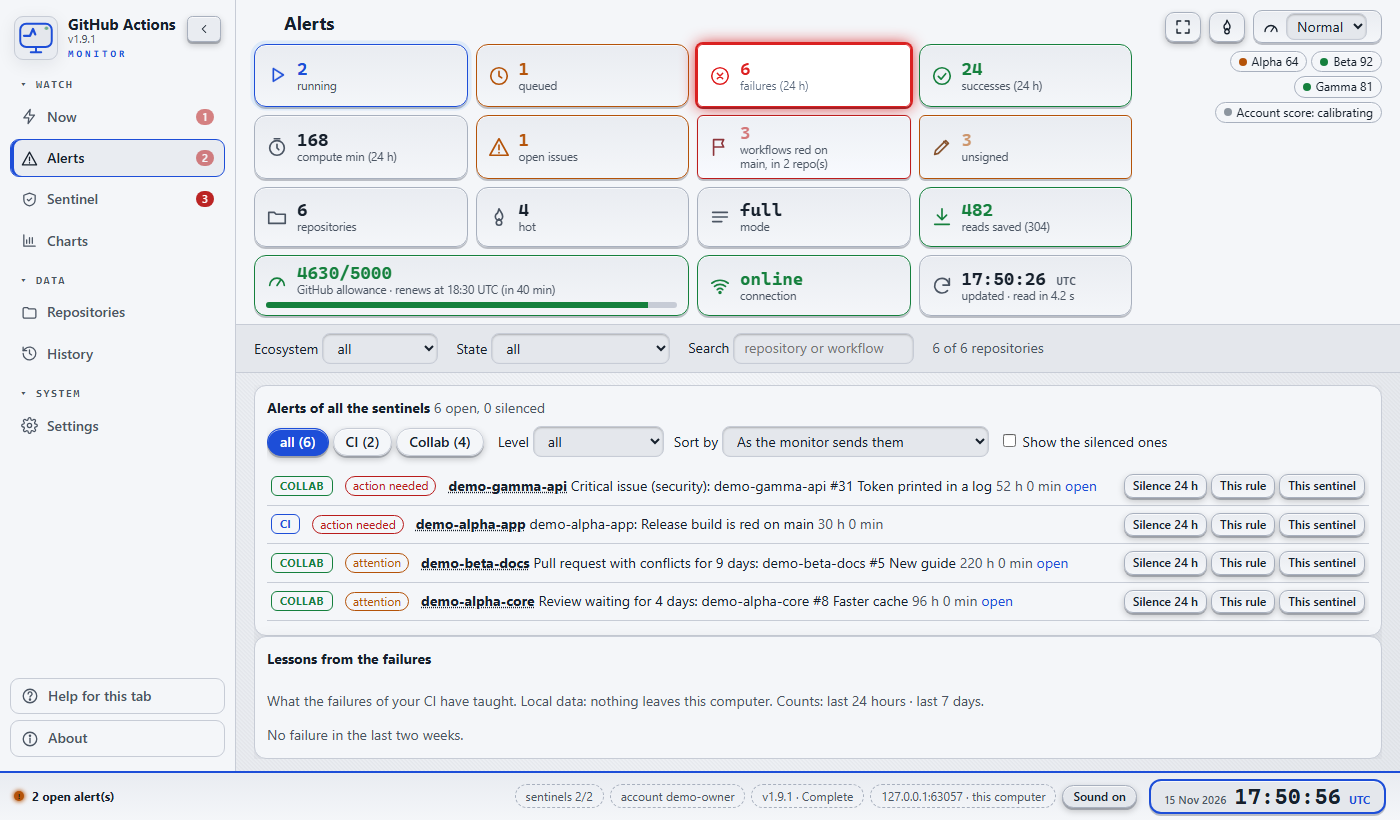 GitHub Actions
v1.9.1
MONITOR
WATCH
Now 1
Alerts 2
Sentinel 3
Charts
DATA
Repositories
History
SYSTEM
Settings
Help for this tab
About
Alerts
Normal
Alpha 64
Beta 92
Gamma 81
Account score: calibrating
2
running
1
queued
6
failures (24 h)
24
successes (24 h)
168
compute min (24 h)
1
open issues
3
workflows red on
main, in 2 repo(s)
3
unsigned
6
repositories
4
hot
full
mode
482
reads saved (304)
4630/5000
GitHub allowance · renews at 18:30 UTC (in 40 min)
online
connection
17:50:26 UTC
updated · read in 4.2 s
Ecosystem all State all Search repository or workflow 6 of 6 repositories
Alerts of all the sentinels 6 open, 0 silenced
all (6) CI (2) Collab (4) Level all Sort by As the monitor sends them Show the silenced ones
COLLAB action needed demo-gamma-api Critical issue (security): demo-gamma-api #31 Token printed in a log 52 h 0 min open Silence 24 h This rule This sentinel
CI action needed demo-alpha-app demo-alpha-app: Release build is red on main 30 h 0 min Silence 24 h This rule This sentinel
COLLAB attention demo-beta-docs Pull request with conflicts for 9 days: demo-beta-docs #5 New guide 220 h 0 min open Silence 24 h This rule This sentinel
COLLAB attention demo-alpha-core Review waiting for 4 days: demo-alpha-core #8 Faster cache 96 h 0 min open Silence 24 h This rule This sentinel
Lessons from the failures
What the failures of your CI have taught. Local data: nothing leaves this computer. Counts: last 24 hours · last 7 days.
No failure in the last two weeks.
2 open alert(s)
sentinels 2/2
account demo-owner
v1.9.1 · Complete
127.0.0.1:63057 · this computer
Sound on
15 Nov 2026 17:50:56 UTC